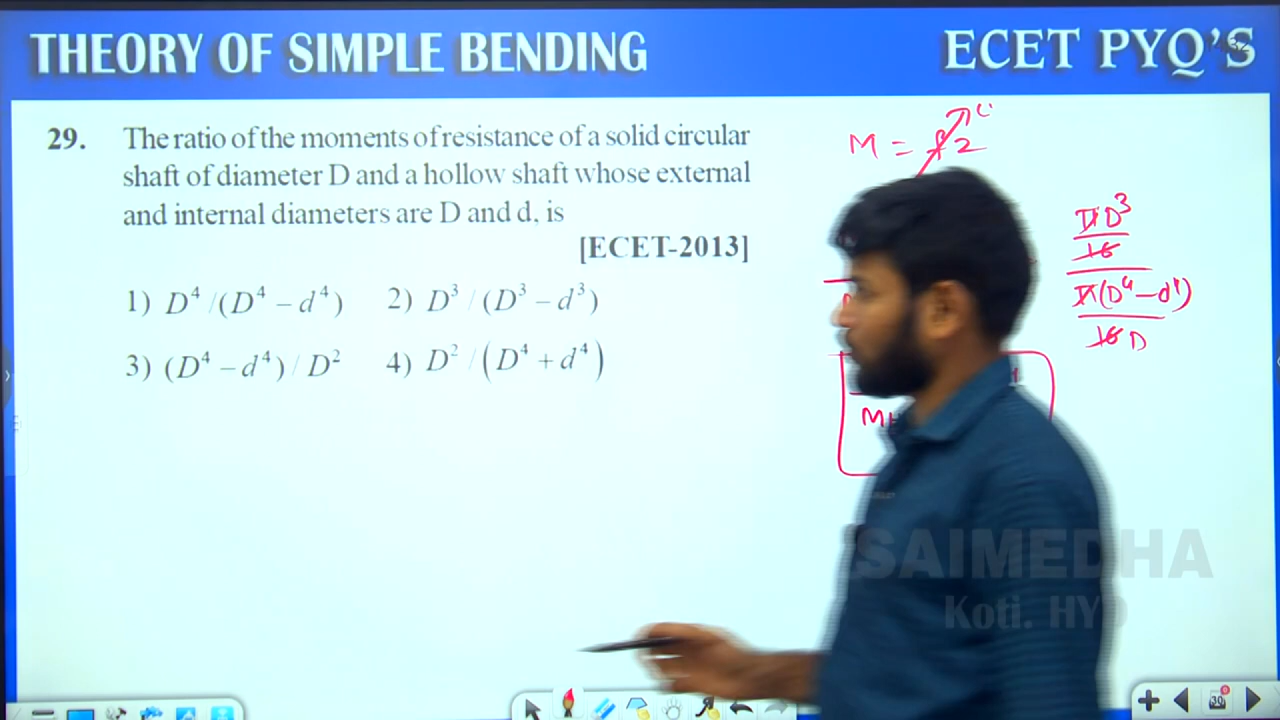 THEORY OF SIMPLE BENDING
ECET PYQ'S
29. The ratio of the moments of resistance of a solid circular
shaft of diameter D and a hollow shaft whose external
and internal diameters are D and d, is
[ECET-2013]
1) D⁴ / (D⁴ – d⁴) 2) D³ / (D³ – d³)
3) (D⁴ – d⁴) / D² 4) D² / (D⁴ + d⁴)
M =
πD³
16
π(D⁴ – d⁴)
16 D
SAIMEDHA
Koti. HYD